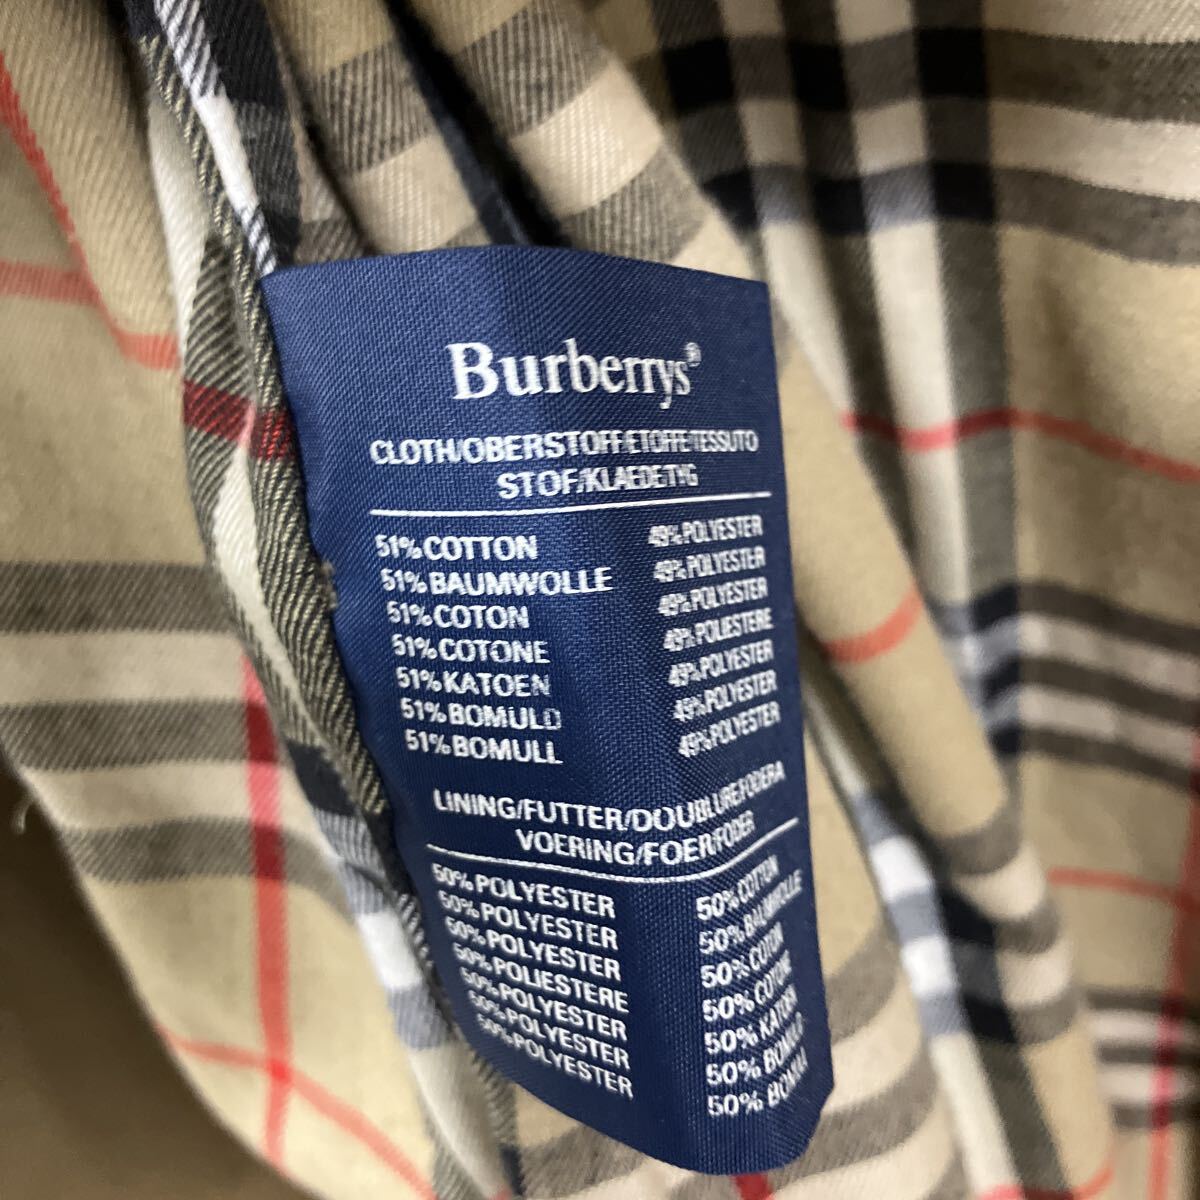 Burberrys®
CLOTH/OBERSTOFF/ETOFFE/TESSUTO
STOF/KLAEDE/TYG
51% COTTON 49% POLYESTER
51% BAUMWOLLE 49% POLYESTER
51% COTON 49% POLYESTER
51% COTONE 49% POLIESTERE
51% KATOEN 49% POLYESTER
51% BOMULD 49% POLYESTER
51% BOMULL 49% POLYESTER
LINING/FUTTER/DOUBLURE/FODERA
VOERING/FOER/FODER
50% POLYESTER 50% COTTON
50% POLYESTER 50% BAUMWOLLE
50% POLYESTER 50% COTON
50% POLIESTERE 50% COTONE
50% POLYESTER 50% KATOEN
50% POLYESTER 50% BOMULD
50% POLYESTER 50% BOMULL